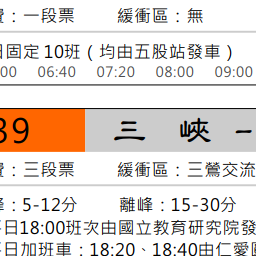 費：一段票 緩衝區：無
日固定 10班（均由五股站發車）
00 06:40 07:20 08:00 09:00
39 三 峽 -
費：三段票 緩衝區：三鶯交流
峰：5-12分 離峰：15-30分
日18:00班次由國立教育研究院發
日加班車：18:20、18:40由仁愛